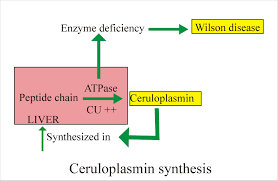 Enzyme deficiency
Wilson disease
ATPase
Peptide chain
Ceruloplasmin
CU ++
LIVER
Synthesized in
Ceruloplasmin synthesis